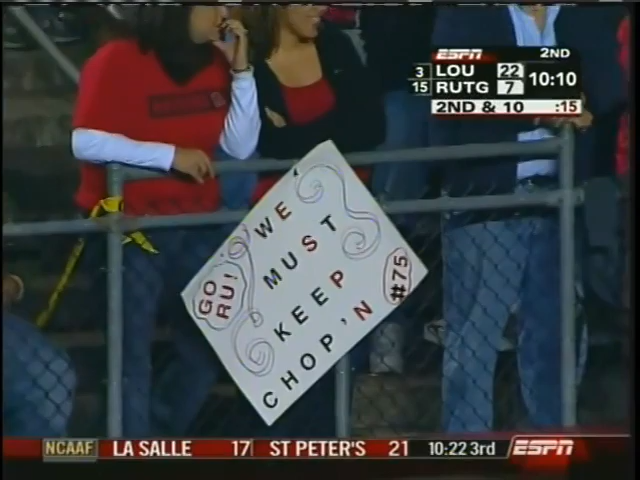 ESPN 2ND
3 LOU 22 10:10
15 RUTG 7
2ND & 10 :15
WE
MUST
KEEP
CHOP'N
GO
RU!
#75
NCAAF LA SALLE 17 ST PETER'S 21 10:22 3rd ESPN